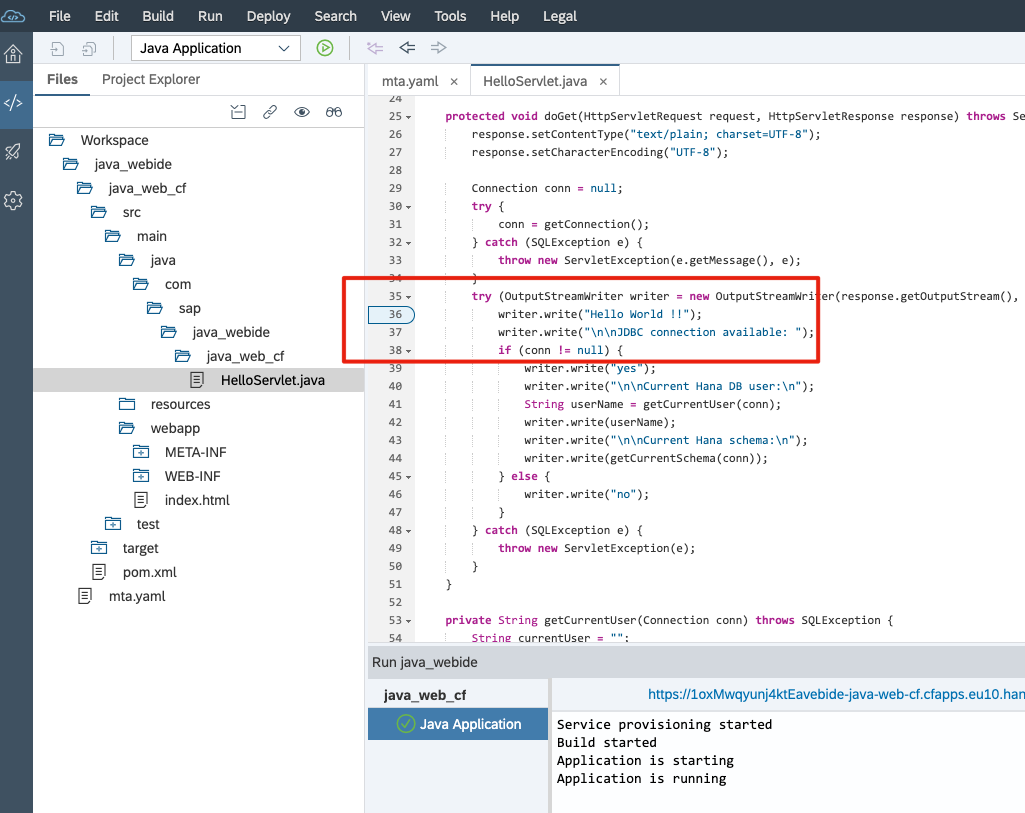 File Edit Build Run Deploy Search View Tools Help Legal
Java Application
Files Project Explorer
mta.yaml × HelloServlet.java ×
Workspace
java_webide
java_web_cf
src
main
java
com
sap
java_webide
java_web_cf
HelloServlet.java
resources
webapp
META-INF
WEB-INF
index.html
test
target
pom.xml
mta.yaml
24
25 protected void doGet(HttpServletRequest request, HttpServletResponse response) throws Se
26 response.setContentType("text/plain; charset=UTF-8");
27 response.setCharacterEncoding("UTF-8");
28
29 Connection conn = null;
30 try {
31 conn = getConnection();
32 } catch (SQLException e) {
33 throw new ServletException(e.getMessage(), e);
34 }
35 try (OutputStreamWriter writer = new OutputStreamWriter(response.getOutputStream(),
36 writer.write("Hello World !!");
37 writer.write("\n\nJDBC connection available: ");
38 if (conn != null) {
39 writer.write("yes");
40 writer.write("\n\nCurrent Hana DB user:\n");
41 String userName = getCurrentUser(conn);
42 writer.write(userName);
43 writer.write("\n\nCurrent Hana schema:\n");
44 writer.write(getCurrentSchema(conn));
45 } else {
46 writer.write("no");
47 }
48 } catch (SQLException e) {
49 throw new ServletException(e);
50 }
51 }
52
53 private String getCurrentUser(Connection conn) throws SQLException {
54 String currentUser = "";
Run java_webide
java_web_cf
Java Application
https://1oxMwqyunj4ktEavebide-java-web-cf.cfapps.eu10.han
Service provisioning started
Build started
Application is starting
Application is running